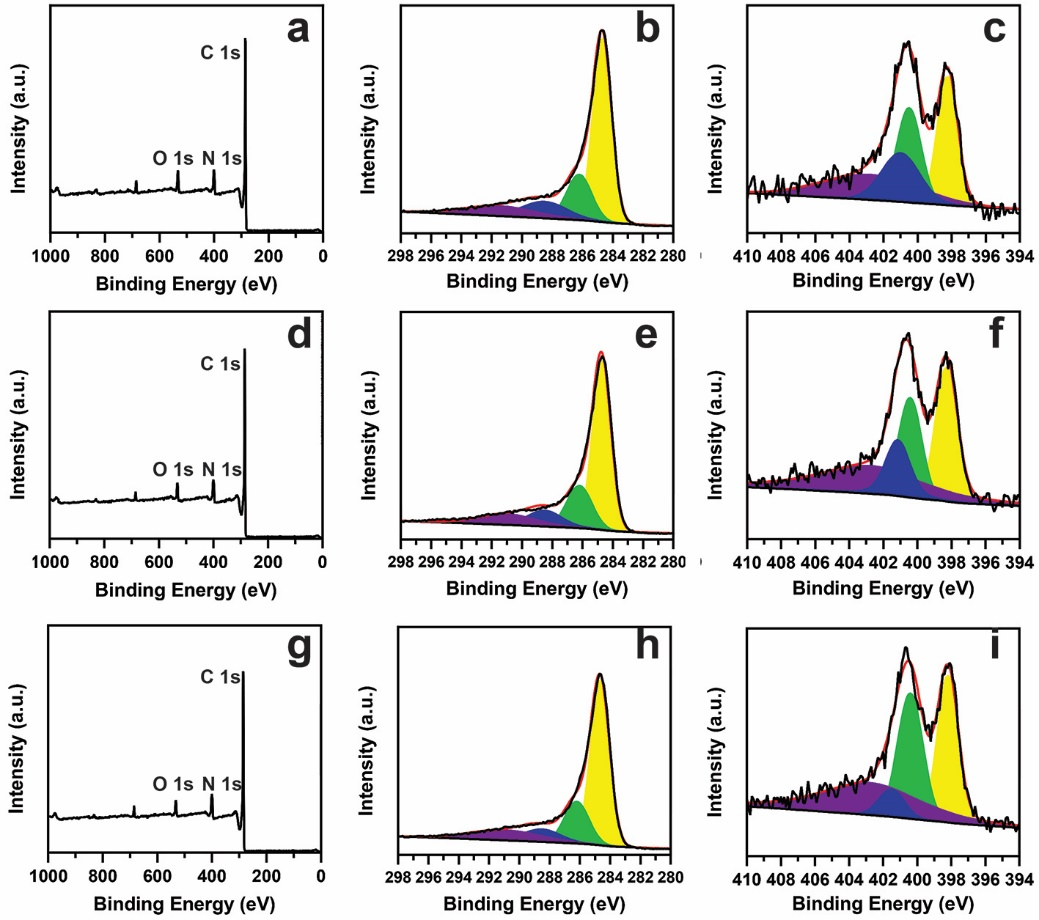 a
C 1s
O 1s N 1s
Intensity (a.u.)
1000 800 600 400 200 0
Binding Energy (eV)
b
Intensity (a.u.)
298 296 294 292 290 288 286 284 282 280
Binding Energy (eV)
c
Intensity (a.u.)
410 408 406 404 402 400 398 396 394
Binding Energy (eV)
d
C 1s
O 1s N 1s
Intensity (a.u.)
1000 800 600 400 200 0
Binding Energy (eV)
e
Intensity (a.u.)
298 296 294 292 290 288 286 284 282 280
Binding Energy (eV)
f
Intensity (a.u.)
410 408 406 404 402 400 398 396 394
Binding Energy (eV)
g
C 1s
O 1s N 1s
Intensity (a.u.)
1000 800 600 400 200 0
Binding Energy (eV)
h
Intensity (a.u.)
298 296 294 292 290 288 286 284 282 280
Binding Energy (eV)
i
Intensity (a.u.)
410 408 406 404 402 400 398 396 394
Binding Energy (eV)